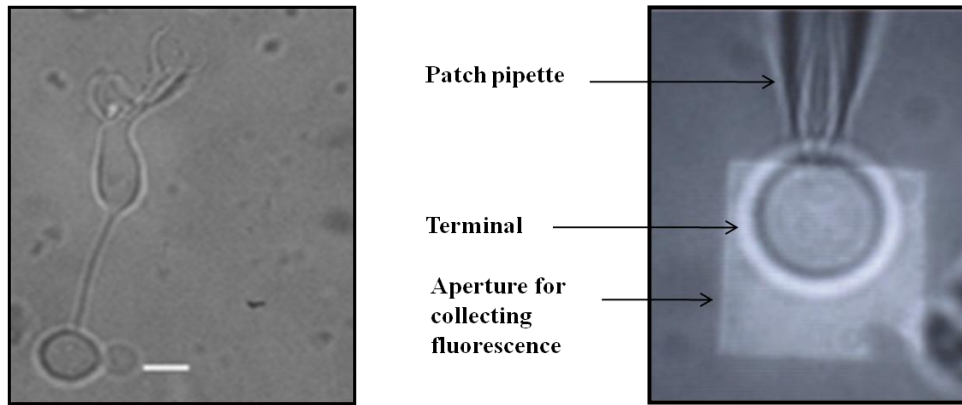 Patch pipette
Terminal
Aperture for
collecting
fluorescence